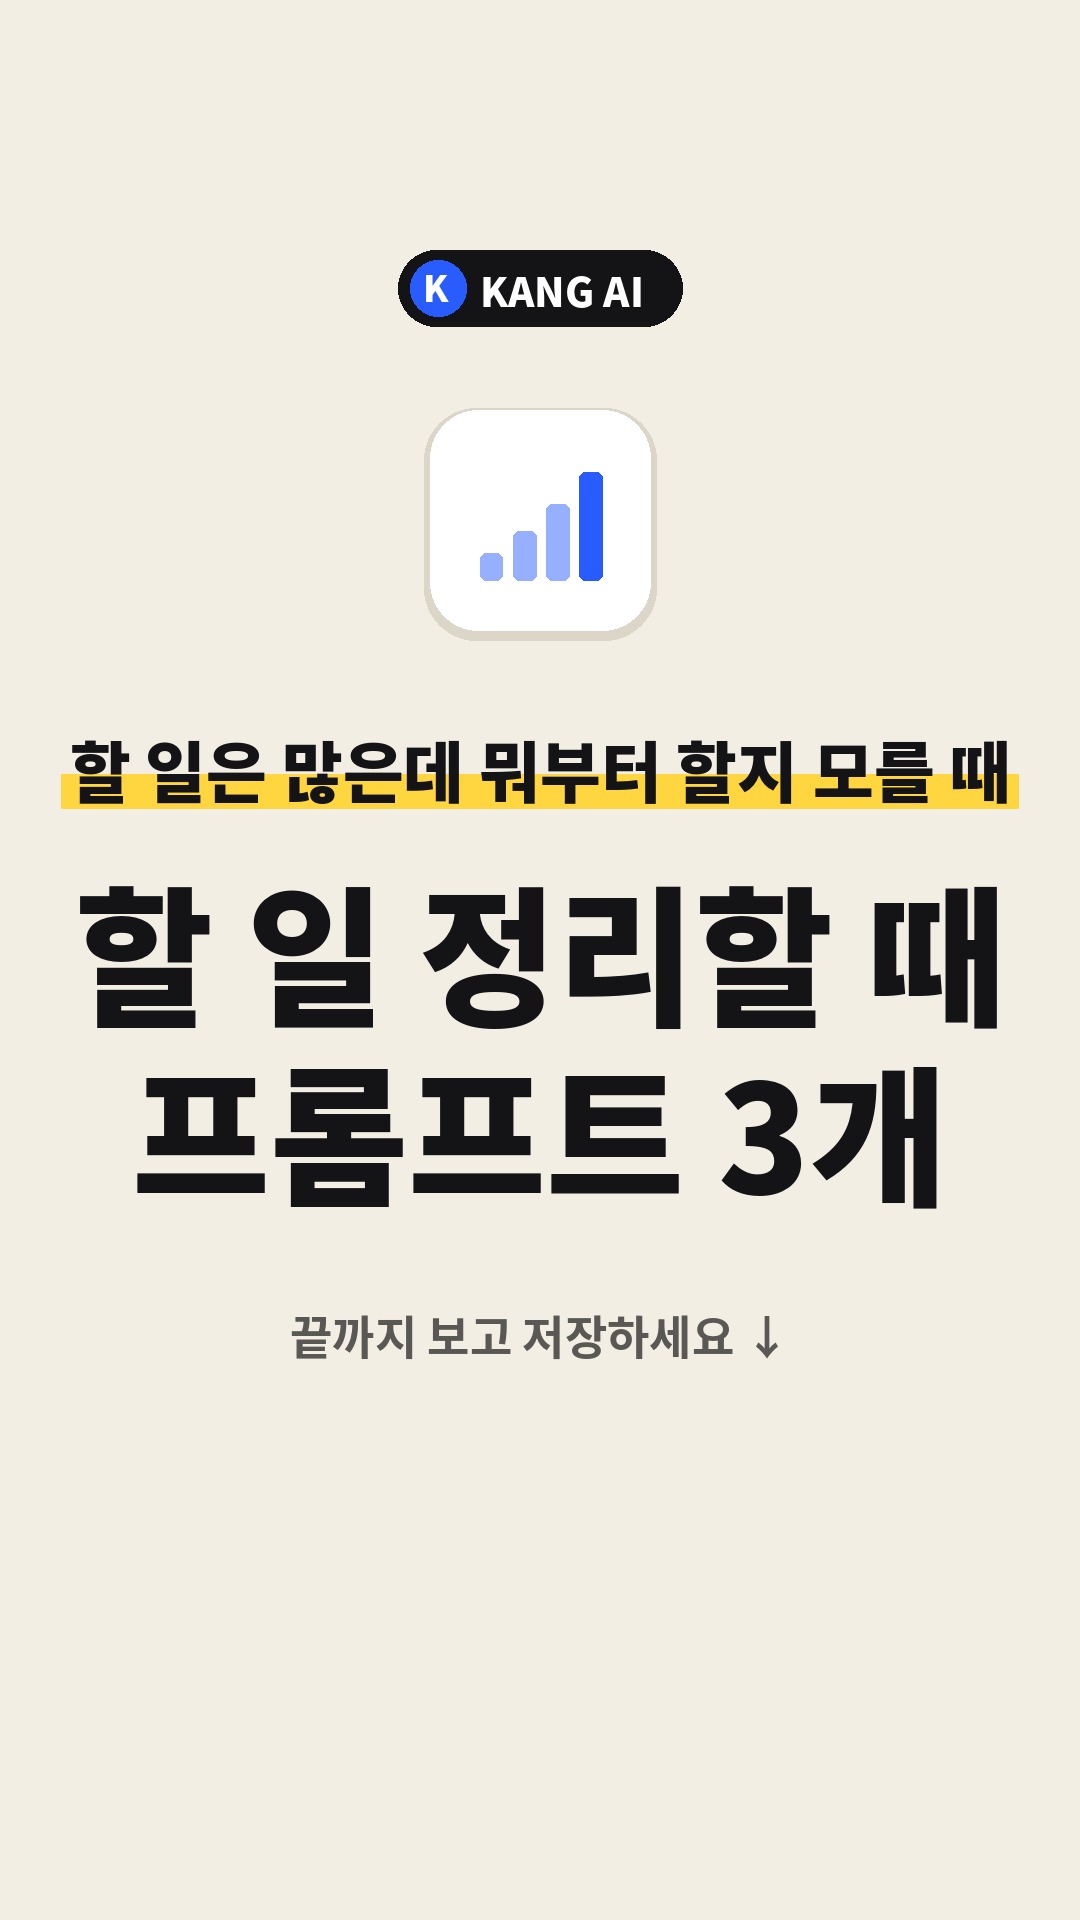 K KANG AI
할 일은 많은데 뭐부터 할지 모를 때
할 일 정리할 때
프롬프트 3개
끝까지 보고 저장하세요 ↓